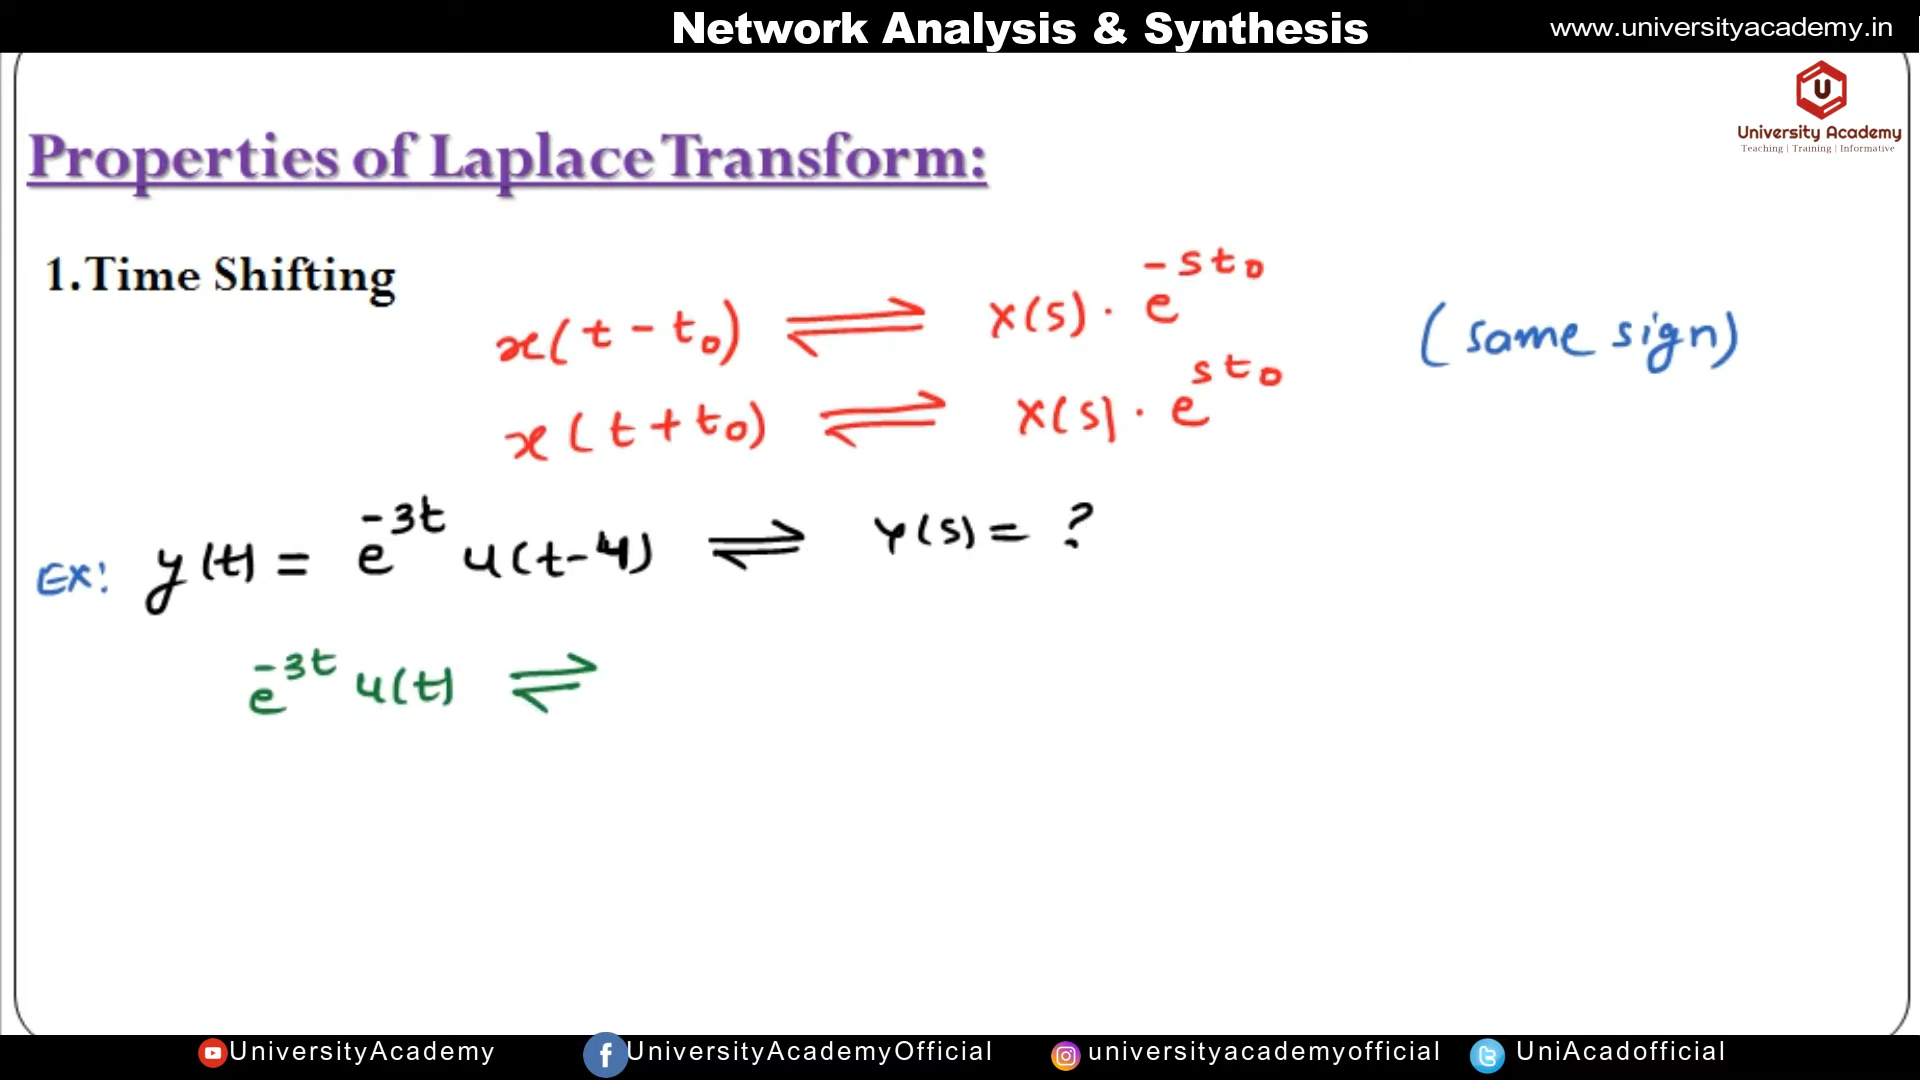 Network Analysis & Synthesis
www.universityacademy.in
U
University Academy
Teaching | Training | Informative
Properties of Laplace Transform:
1.Time Shifting
x(t - t₀) ⇌ X(s) · e^-st₀
(same sign)
x(t + t₀) ⇌ X(s) · e^st₀
EX: y(t) = e^-3t u(t-4) ⇌ Y(s) = ?
e^-3t u(t) ⇌
UniversityAcademy
UniversityAcademyOfficial
universityacademyofficial
UniAcadofficial